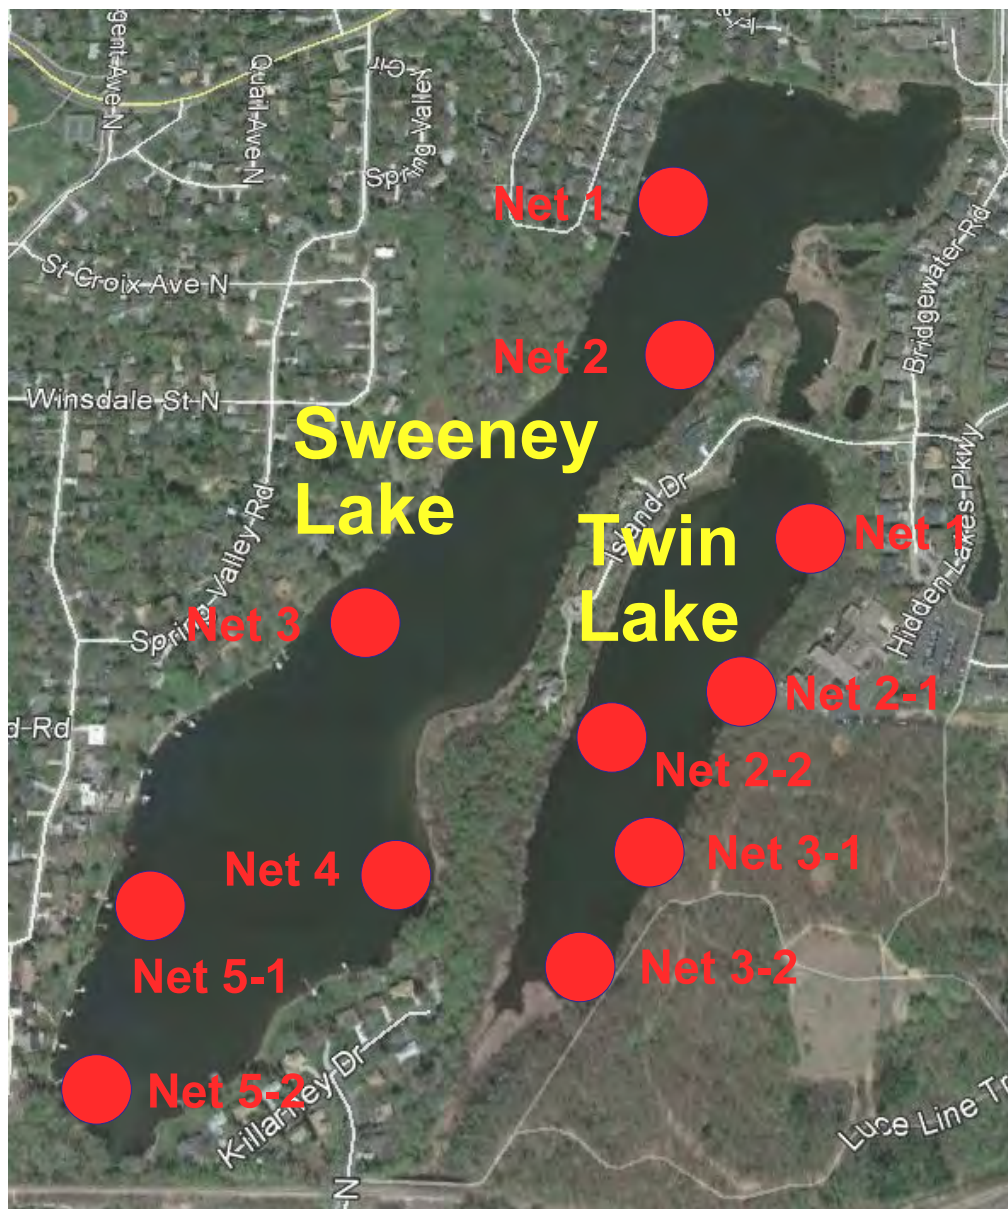 gent Ave N
Quail Ave N
Cir
Spring Valley
Net 1
St Croix Ave N
Bridgewater Rd
Net 2
Winsdale St N
Sweeney
Lake
Island Dr
Hidden Lakes Pkwy
Twin
Lake
Net 1
Spring Valley Rd
Net 3
Net 2-1
d Rd
Net 2-2
Net 4
Net 3-1
Net 5-1
Net 3-2
Net 5-2
Killarney Dr
Luce Line Tr
N